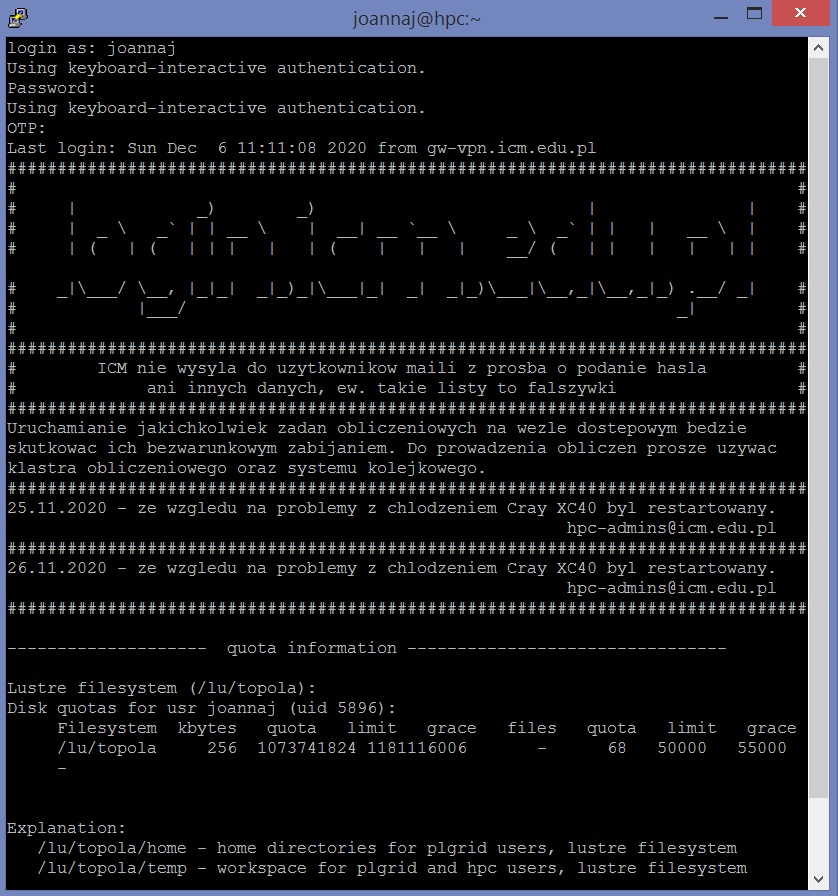 joannaj@hpc:~
login as: joannaj
Using keyboard-interactive authentication.
Password:
Using keyboard-interactive authentication.
OTP:
Last login: Sun Dec  6 11:11:08 2020 from gw-vpn.icm.edu.pl
################################################################################
login.icm.edu.pl
################################################################################
#        ICM nie wysyla do uzytkownikow maili z prosba o podanie hasla         #
#             ani innych danych, ew. takie listy to falszywki                  #
################################################################################
Uruchamianie jakichkolwiek zadan obliczeniowych na wezle dostepowym bedzie
skutkowac ich bezwarunkowym zabijaniem. Do prowadzenia obliczen prosze uzywac
klastra obliczeniowego oraz systemu kolejkowego.
################################################################################
25.11.2020 - ze wzgledu na problemy z chlodzeniem Cray XC40 byl restartowany.
hpc-admins@icm.edu.pl
################################################################################
26.11.2020 - ze wzgledu na problemy z chlodzeniem Cray XC40 byl restartowany.
hpc-admins@icm.edu.pl
################################################################################
--------------------  quota information --------------------------------
Lustre filesystem (/lu/topola):
Disk quotas for usr joannaj (uid 5896):
Filesystem  kbytes   quota   limit   grace   files   quota   limit   grace
/lu/topola     256  1073741824 1181116006       -      68   50000   55000
-
Explanation:
/lu/topola/home - home directories for plgrid users, lustre filesystem
/lu/topola/temp - workspace for plgrid and hpc users, lustre filesystem